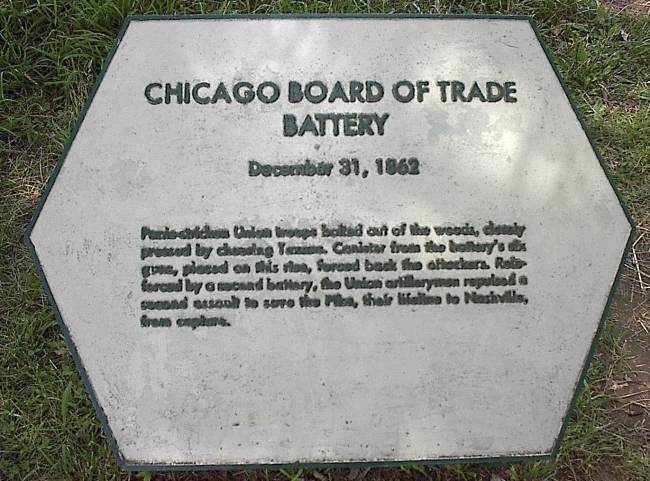 CHICAGO BOARD OF TRADE
BATTERY
December 31, 1862
Panic-stricken Union troops bolted out of the woods, closely
pressed by cheering Texans. Canister from the battery's six
guns, placed on this rise, forced back the attackers. Rein-
forced by a second battery, the Union artillerymen repulsed a
second assault to save the Pike, their lifeline to Nashville,
from capture.